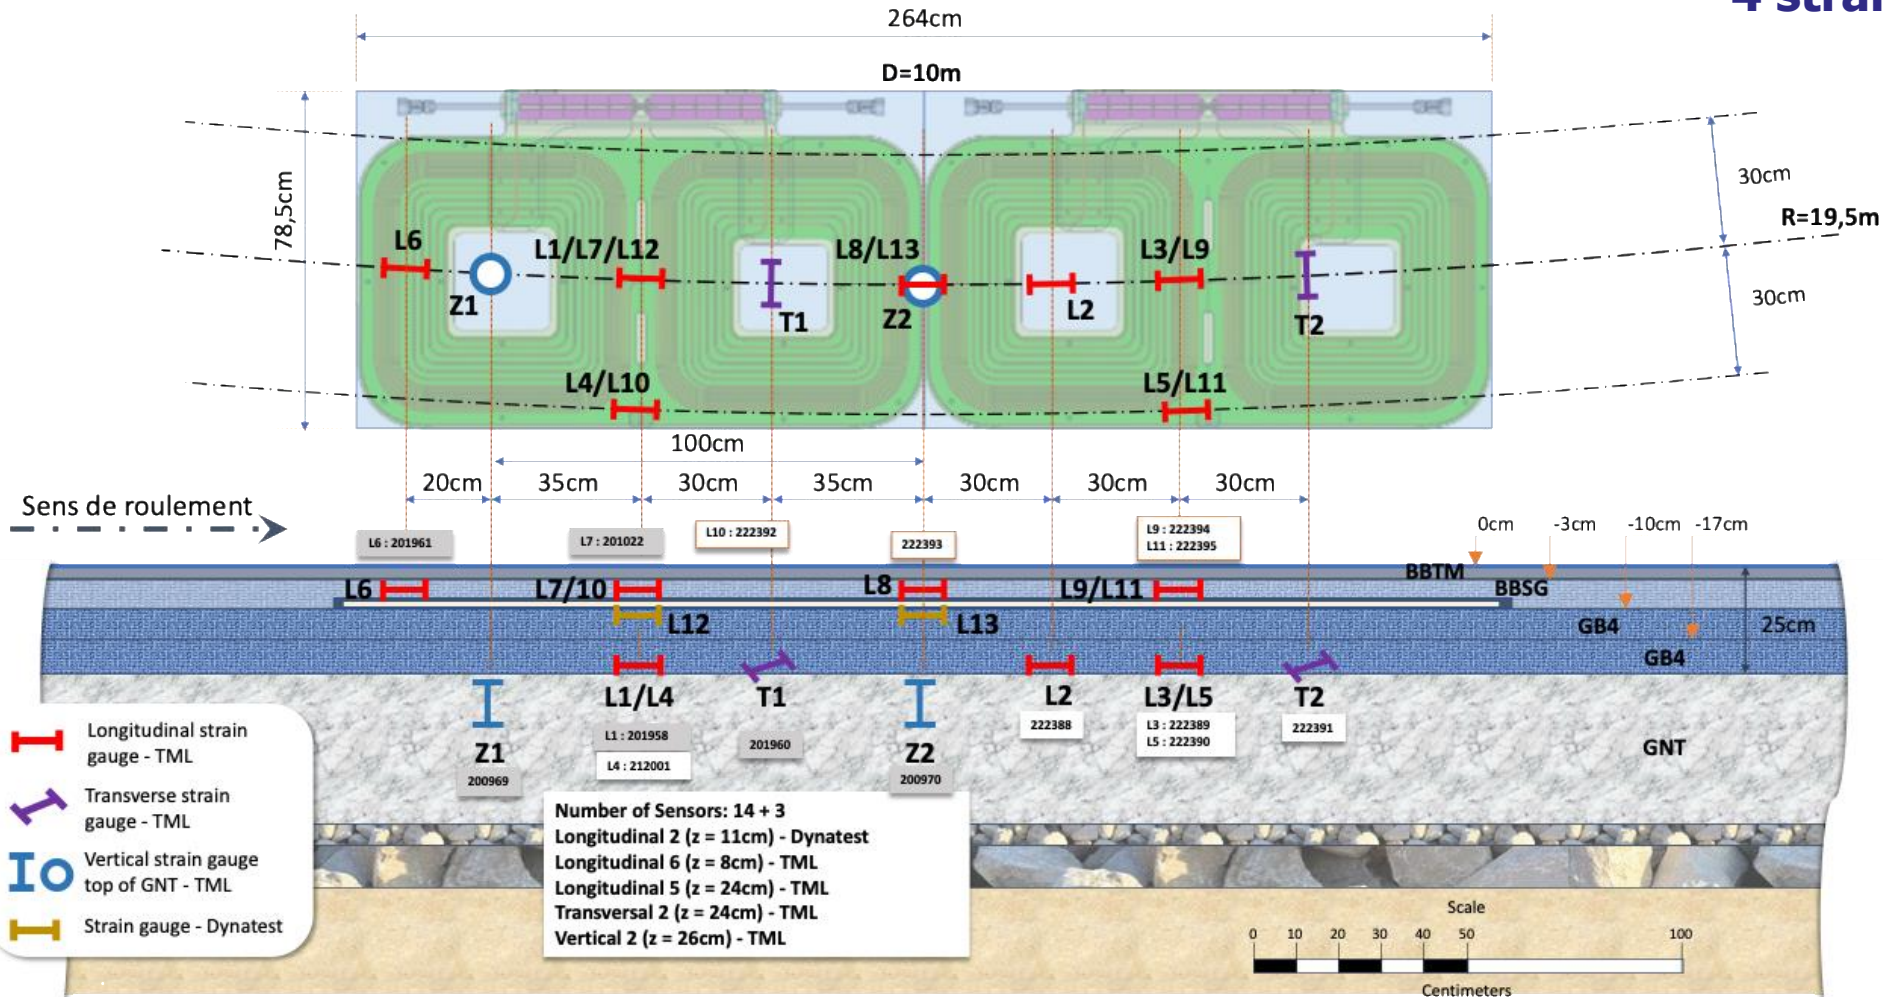 4 strai
264cm
D=10m
78,5cm
30cm
R=19,5m
30cm
L6
L1/L7/L12
L8/L13
L3/L9
Z1
T1
Z2
L2
T2
L4/L10
L5/L11
100cm
20cm
35cm
30cm
35cm
30cm
30cm
30cm
Sens de roulement
0cm
-3cm
-10cm
-17cm
L6 : 201961
L7 : 201022
L10 : 222392
222393
L9 : 222394
L11 : 222395
BBTM
BBSG
L6
L7/10
L8
L9/L11
L12
L13
GB4
25cm
GB4
L1/L4
T1
L2
L3/L5
T2
L1 : 201958
L4 : 212001
201960
222388
L3 : 222389
L5 : 222390
222391
Z1
200969
Z2
200970
GNT
Longitudinal strain
gauge - TML
Transverse strain
gauge - TML
Vertical strain gauge
top of GNT - TML
Strain gauge - Dynatest
Number of Sensors: 14 + 3
Longitudinal 2 (z = 11cm) - Dynatest
Longitudinal 6 (z = 8cm) - TML
Longitudinal 5 (z = 24cm) - TML
Transversal 2 (z = 24cm) - TML
Vertical 2 (z = 26cm) - TML
Scale
0 10 20 30 40 50 100
Centimeters